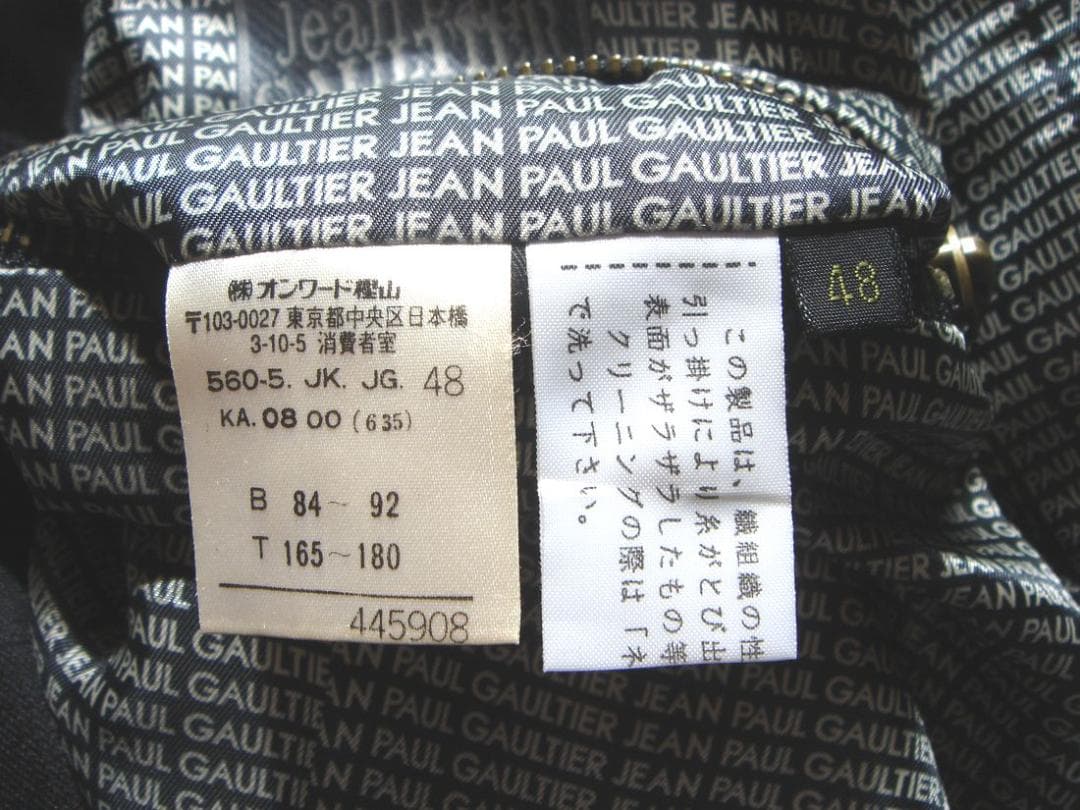 JEAN PAUL GAULTIER JEAN PAUL GAULTIER JEAN
㈱オンワード樫山
〒103-0027 東京都中央区日本橋
3-10-5 消費者室
560-5. JK. JG. 48
KA. 08 00 (635)
B 84~ 92
T 165~180
445908
この製品は、織組織の性
引っ掛けにより糸がとび出
表面がザラザラしたもの等
クリーニングの際は「ネ
で洗って下さい。
48